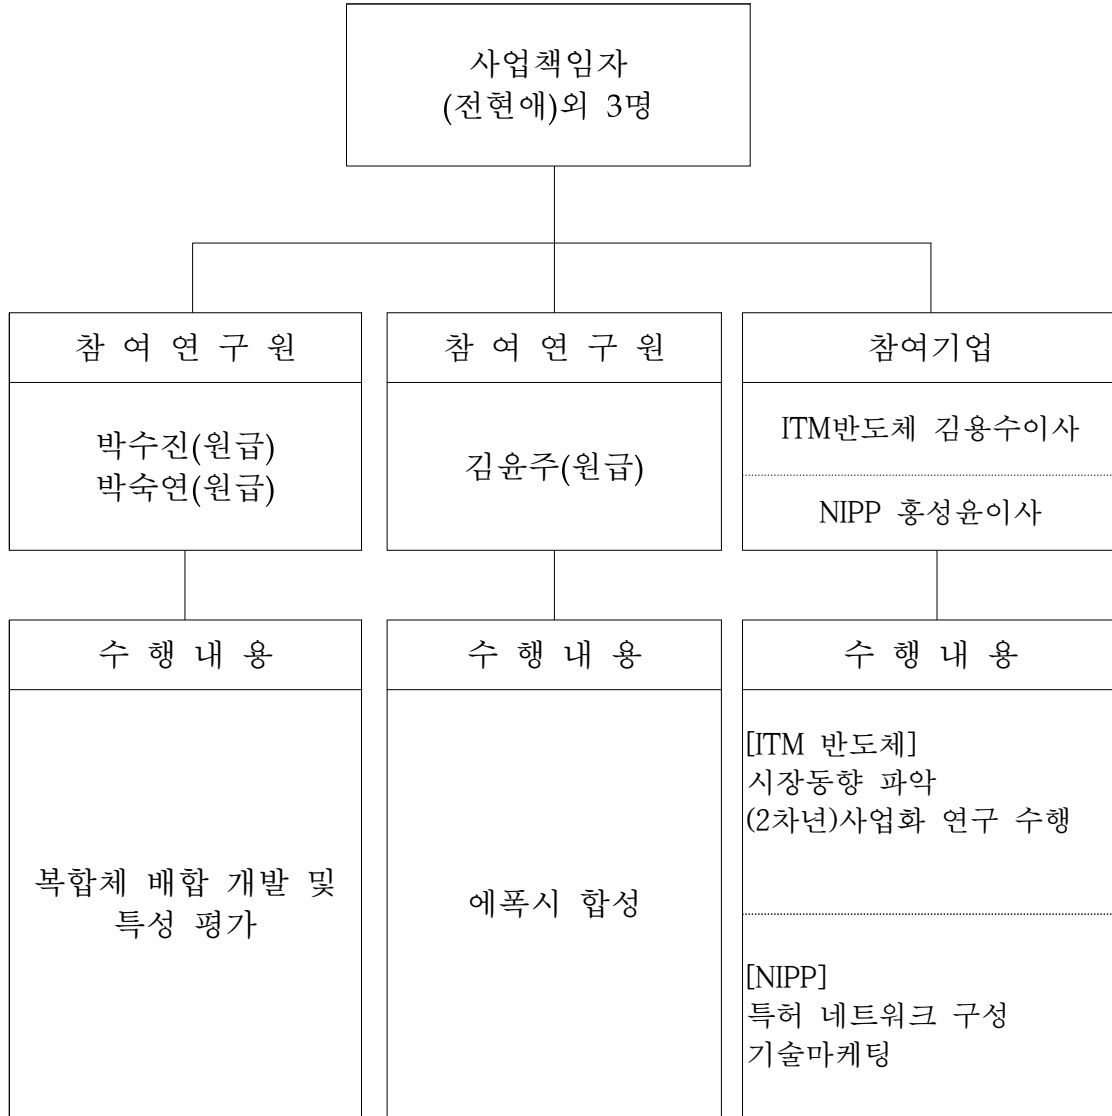 사업책임자
(전현애)외 3명
참 여 연 구 원
박수진(원급)
박숙연(원급)
참 여 연 구 원
김윤주(원급)
참여기업
ITM반도체 김용수이사
NIPP 홍성윤이사
수 행 내 용
복합체 배합 개발 및
특성 평가
수 행 내 용
에폭시 합성
수 행 내 용
[ITM 반도체]
시장동향 파악
(2차년)사업화 연구 수행
[NIPP]
특허 네트워크 구성
기술마케팅